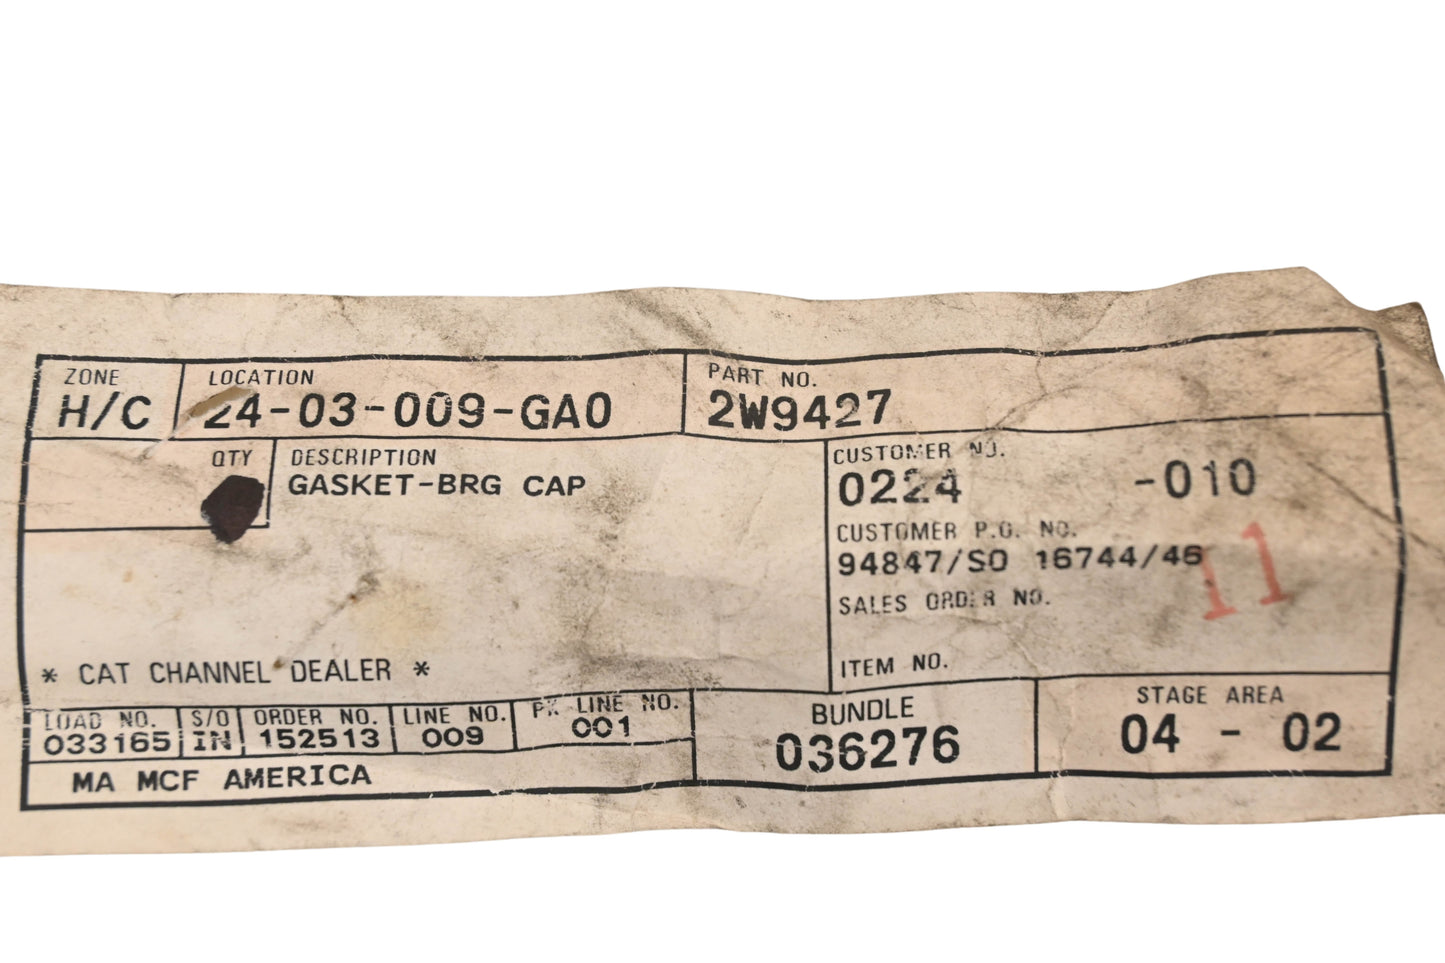 ZONE LOCATION PART NO.
H/C 24-03-009-GA0 2W9427
QTY DESCRIPTION CUSTOMER NO.
GASKET-BRG CAP 0224 -010
CUSTOMER P.O. NO.
94847/SO 16744/46
11
SALES ORDER NO.
* CAT CHANNEL DEALER * ITEM NO.
LOAD NO. S/O ORDER NO. LINE NO. PK LINE NO. BUNDLE STAGE AREA
033165 IN 152513 009 001 036276 04 - 02
MA MCF AMERICA